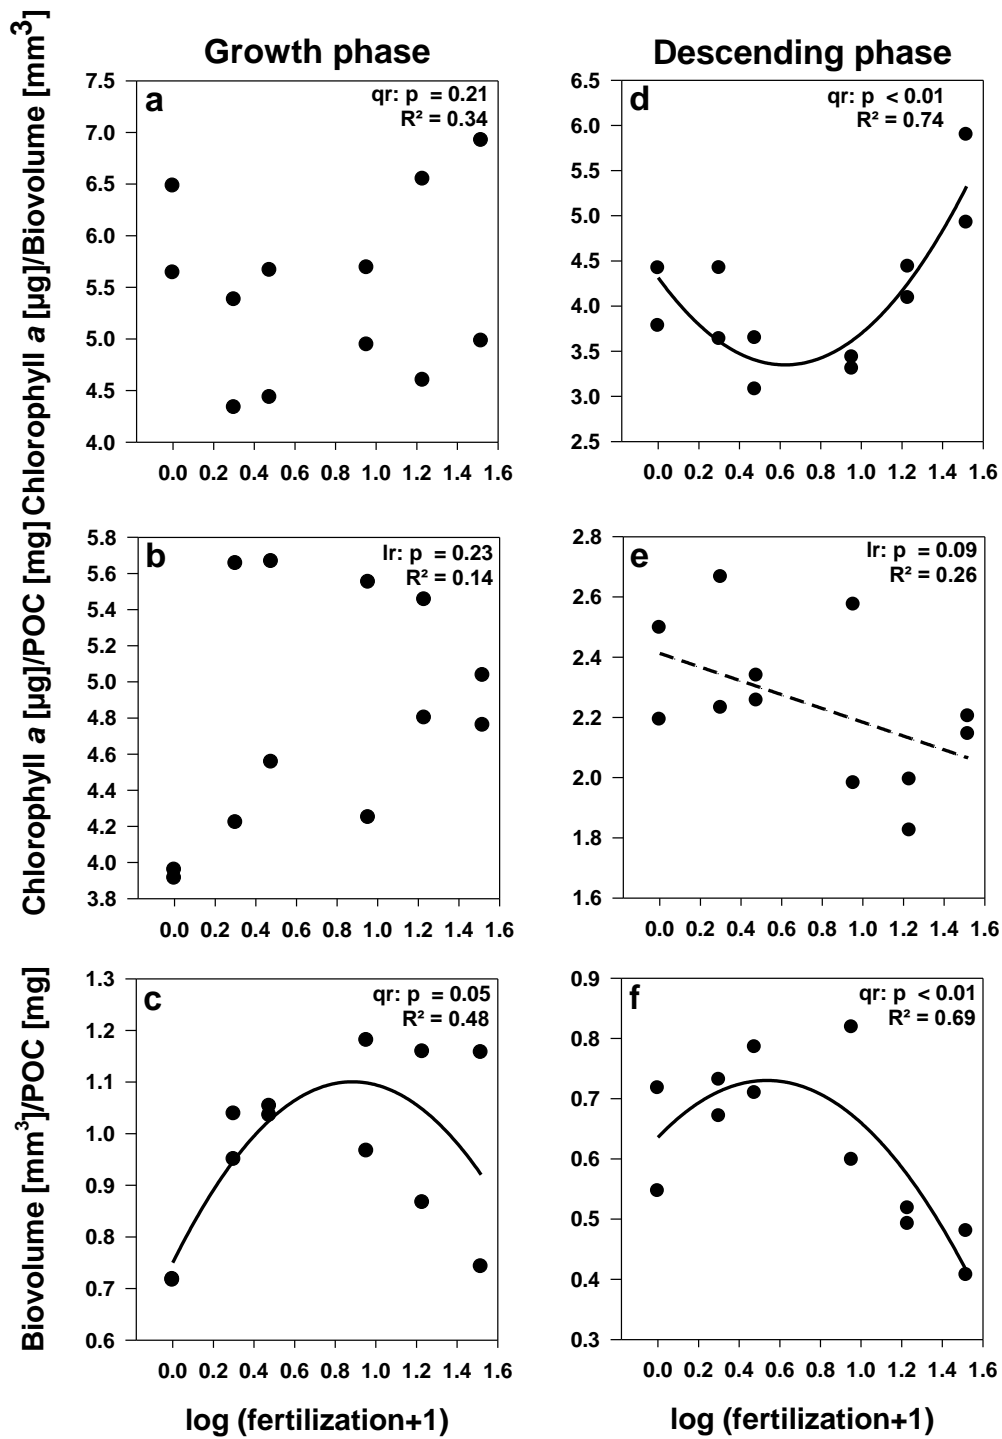 Growth phase
Descending phase
Chlorophyll a [µg]/Biovolume [mm³]
a
qr: p = 0.21
R² = 0.34
7.5
7.0
6.5
6.0
5.5
5.0
4.5
4.0
0.0 0.2 0.4 0.6 0.8 1.0 1.2 1.4 1.6
d
qr: p < 0.01
R² = 0.74
6.5
6.0
5.5
5.0
4.5
4.0
3.5
3.0
2.5
0.0 0.2 0.4 0.6 0.8 1.0 1.2 1.4 1.6
Chlorophyll a [µg]/POC [mg]
b
lr: p = 0.23
R² = 0.14
5.8
5.6
5.4
5.2
5.0
4.8
4.6
4.4
4.2
4.0
3.8
0.0 0.2 0.4 0.6 0.8 1.0 1.2 1.4 1.6
e
lr: p = 0.09
R² = 0.26
2.8
2.6
2.4
2.2
2.0
1.8
1.6
0.0 0.2 0.4 0.6 0.8 1.0 1.2 1.4 1.6
Biovolume [mm³]/POC [mg]
c
qr: p = 0.05
R² = 0.48
1.3
1.2
1.1
1.0
0.9
0.8
0.7
0.6
0.0 0.2 0.4 0.6 0.8 1.0 1.2 1.4 1.6
log (fertilization+1)
f
qr: p < 0.01
R² = 0.69
0.9
0.8
0.7
0.6
0.5
0.4
0.3
0.0 0.2 0.4 0.6 0.8 1.0 1.2 1.4 1.6
log (fertilization+1)